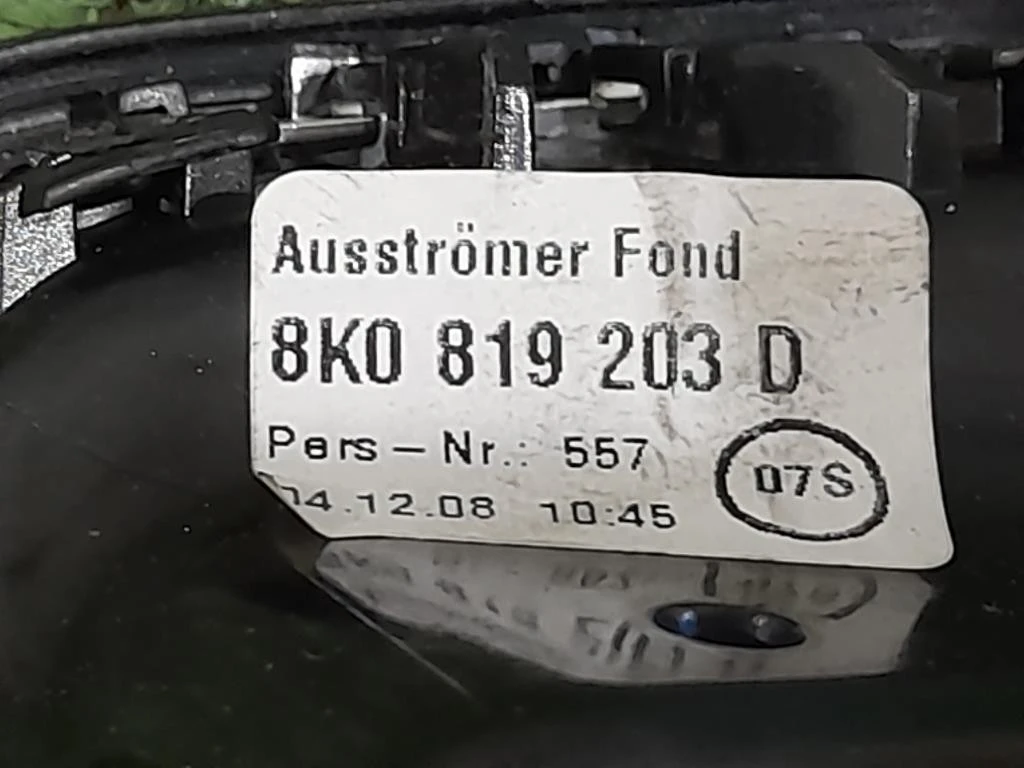 Ausströmer Fond
8K0 819 203 D
Pers-Nr.: 557
07S
04.12.08 10:45